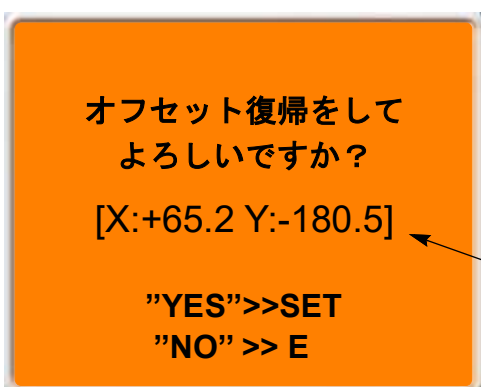 オフセット復帰をして
よろしいですか？
[X:+65.2 Y:-180.5]
”YES”>>SET
”NO” >> E